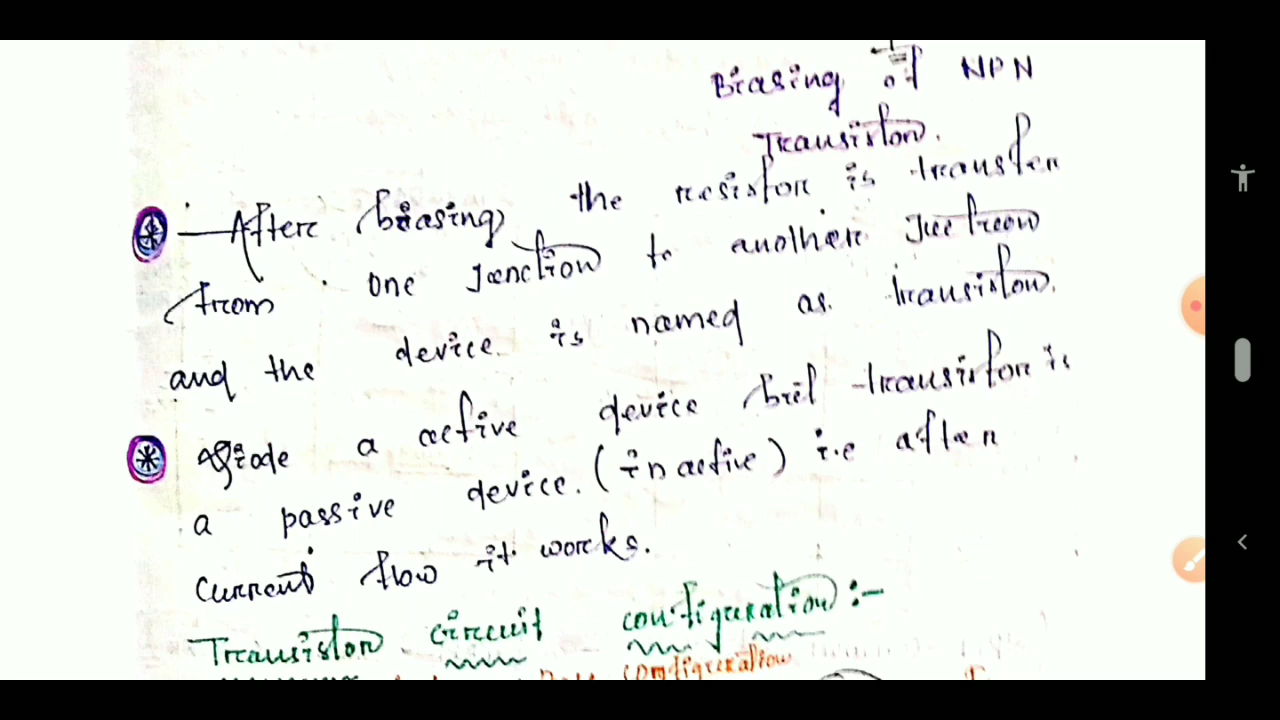 Biasing of NPN
Transistor.
After biasing, the resistor is transfer
from one junction to another Juction
and the device is named as transistor.
diode a active device but transistor is
a passive device. (inactive) i.e after
current flow it works.
Transistor circuit configuration :-
configuration